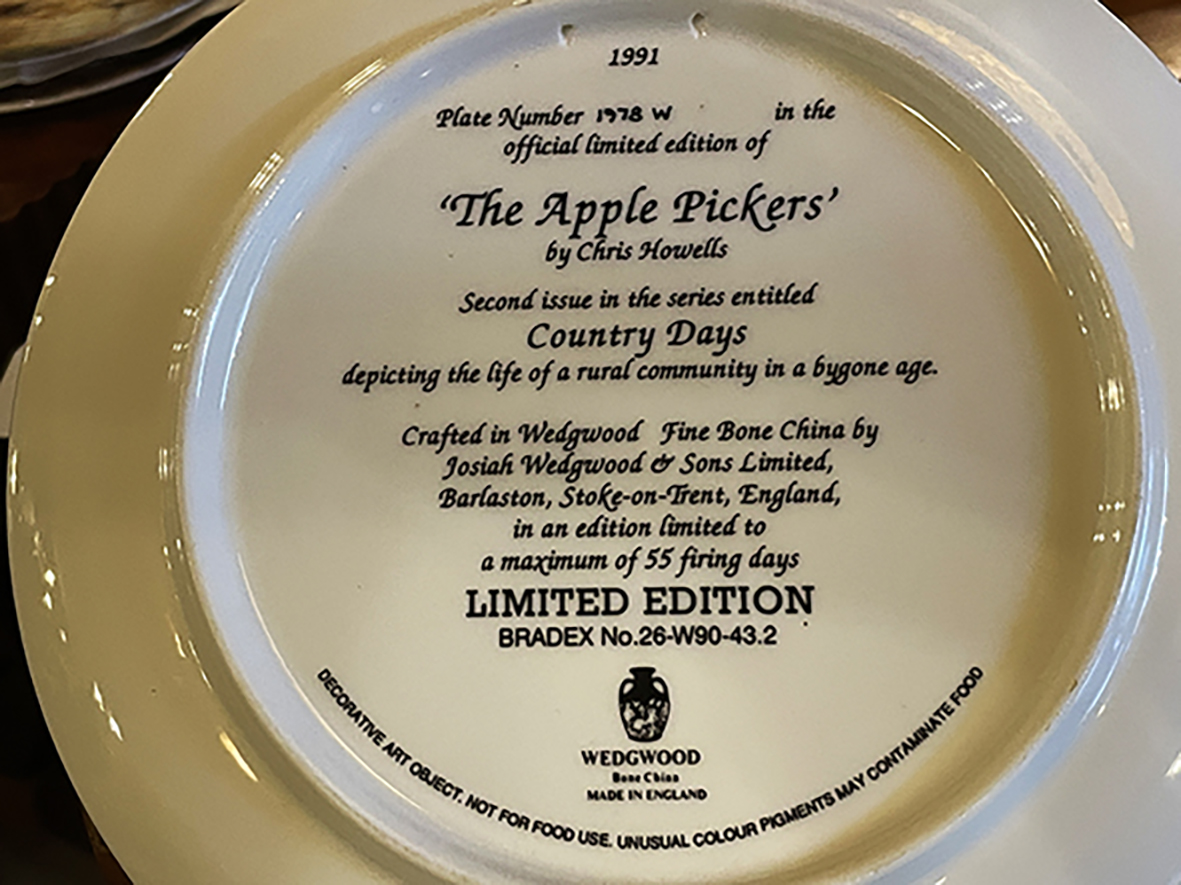 1991
Plate Number 1978 W in the
official limited edition of
‘The Apple Pickers’
by Chris Howells
Second issue in the series entitled
Country Days
depicting the life of a rural community in a bygone age.
Crafted in Wedgwood Fine Bone China by
Josiah Wedgwood & Sons Limited,
Barlaston, Stoke-on-Trent, England,
in an edition limited to
a maximum of 55 firing days
LIMITED EDITION
BRADEX No.26-W90-43.2
WEDGWOOD
Bone China
MADE IN ENGLAND
DECORATIVE ART OBJECT. NOT FOR FOOD USE. UNUSUAL COLOUR PIGMENTS MAY CONTAMINATE FOOD